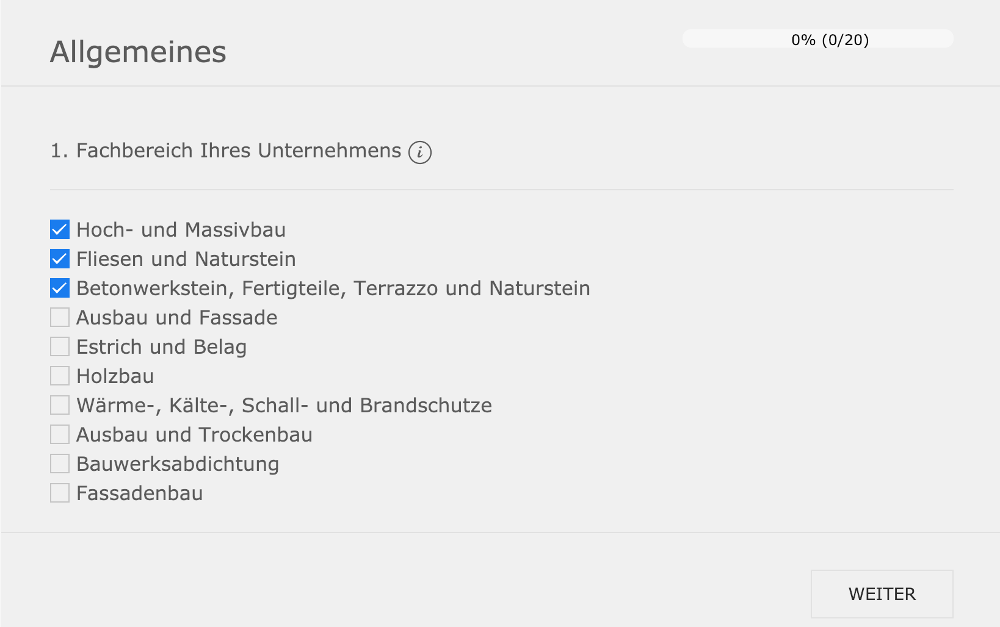 Allgemeines
0% (0/20)
1. Fachbereich Ihres Unternehmens i
Hoch- und Massivbau
Fliesen und Naturstein
Betonwerkstein, Fertigteile, Terrazzo und Naturstein
Ausbau und Fassade
Estrich und Belag
Holzbau
Wärme-, Kälte-, Schall- und Brandschutze
Ausbau und Trockenbau
Bauwerksabdichtung
Fassadenbau
WEITER